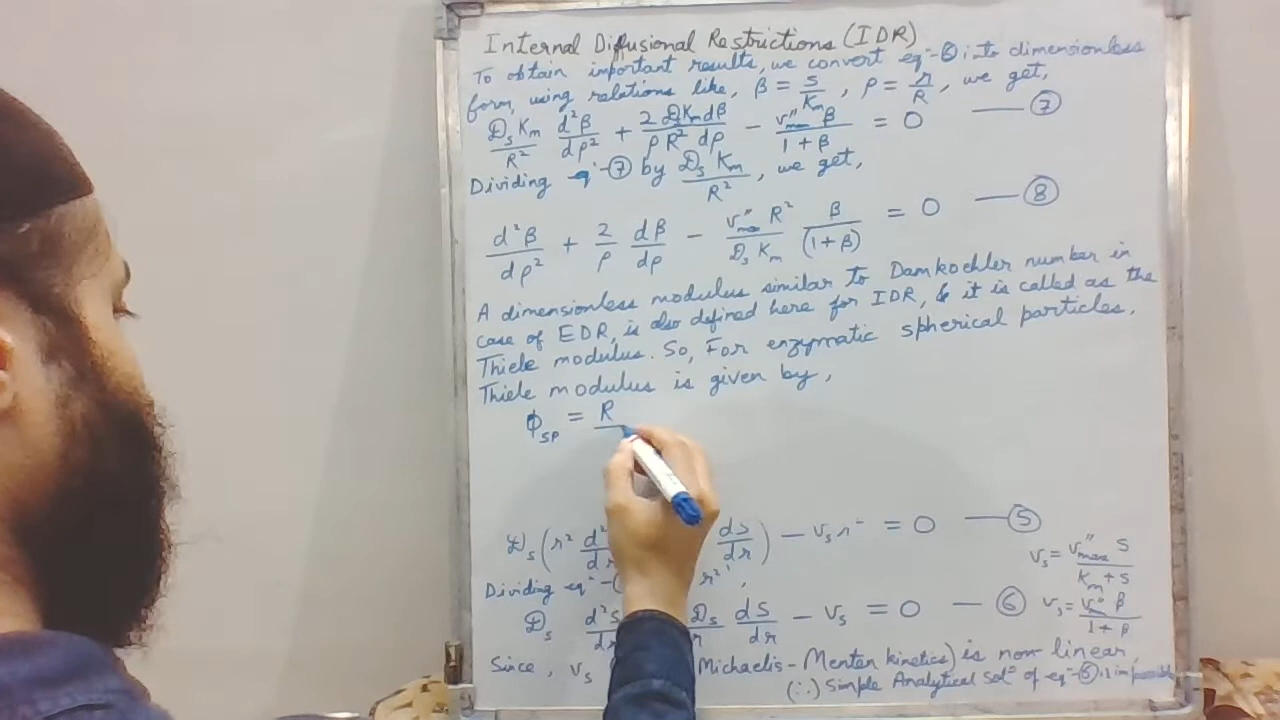 Internal Diffusional Restrictions (IDR)
To obtain important results, we convert eqⁿ-⑥ into dimensionless
form, using relations like, β = S/Km , ρ = r/R , we get,
Ds Km/R² d²β/dρ² + 2 Ds Km dβ/ρ R² dρ − v''max β/1 + β = 0 — ⑦
Dividing eqⁿ-⑦ by Ds Km/R² , we get,
d²β/dρ² + 2/ρ dβ/dρ − v''max R²/Ds Km β/(1+β) = 0 — ⑧
A dimensionless modulus similar to Damkoehler number in
case of EDR, is also defined here for IDR, & it is called as the
Thiele modulus. So, For enzymatic spherical particles,
Thiele modulus is given by,
ϕSP = R
Ds (r² d² dS/dr) − vs r² = 0 — ⑤
vs = v''max S/Km + S
Dividing eqⁿ- r²',
Ds d²S Ds dS/dr − vs = 0 — ⑥ vs = v''m β/1 + β
Since, vs Michaelis-Menten kinetics) is non linear,
(∴) Simple Analytical Solⁿ of eqⁿ-⑥ is impossible